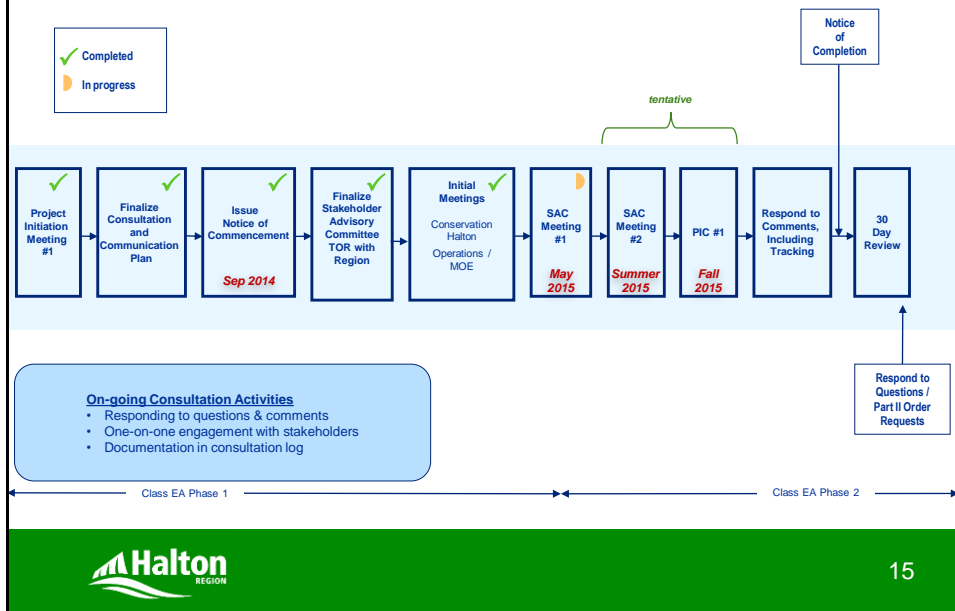 Completed
In progress
Notice
of
Completion
tentative
Project
Initiation
Meeting
#1
Finalize
Consultation
and
Communication
Plan
Issue
Notice of
Commencement
Sep 2014
Finalize
Stakeholder
Advisory
Committee
TOR with
Region
Initial
Meetings
Conservation
Halton
Operations /
MOE
SAC
Meeting
#1
May
2015
SAC
Meeting
#2
Summer
2015
PIC #1
Fall
2015
Respond to
Comments,
Including
Tracking
30
Day
Review
Respond to
Questions /
Part II Order
Requests
On-going Consultation Activities
• Responding to questions & comments
• One-on-one engagement with stakeholders
• Documentation in consultation log
Class EA Phase 1
Class EA Phase 2
Halton
REGION
15